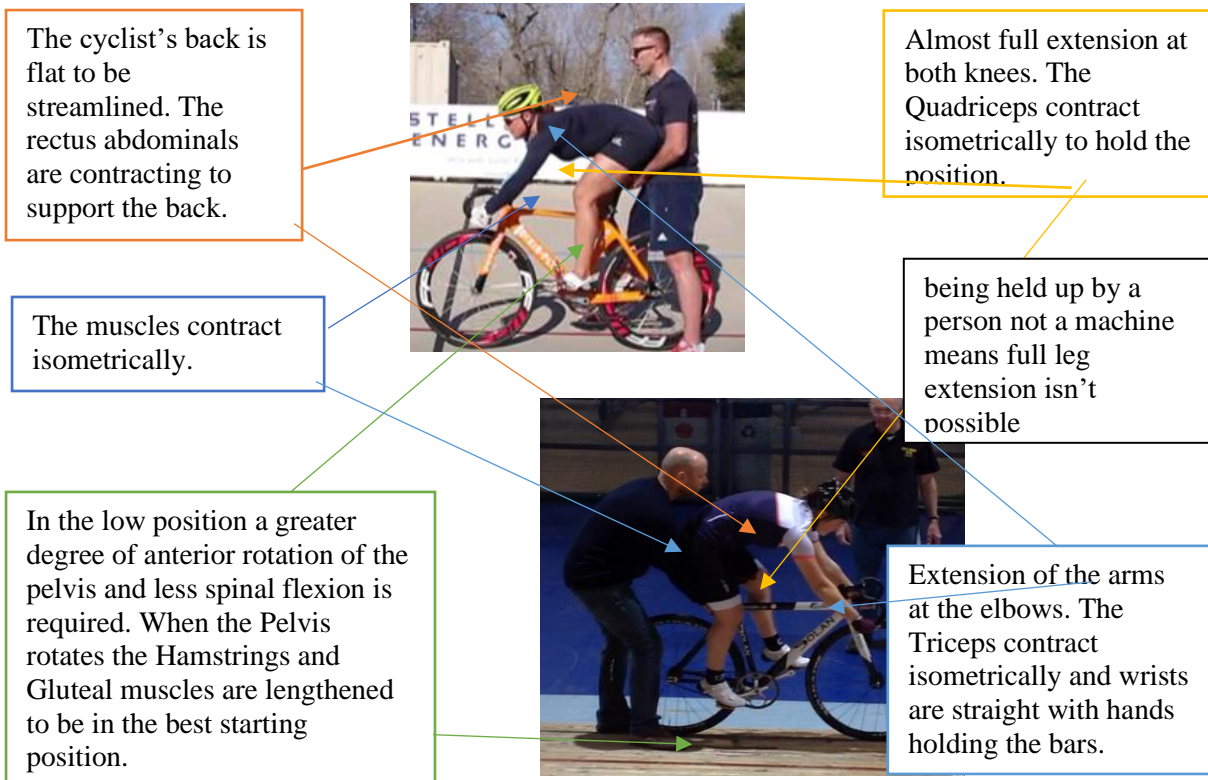 The cyclist’s back is
flat to be
streamlined. The
rectus abdominals
are contracting to
support the back.
STELL
ENERG
Almost full extension at
both knees. The
Quadriceps contract
isometrically to hold the
position.
The muscles contract
isometrically.
being held up by a
person not a machine
means full leg
extension isn’t
possible
In the low position a greater
degree of anterior rotation of the
pelvis and less spinal flexion is
required. When the Pelvis
rotates the Hamstrings and
Gluteal muscles are lengthened
to be in the best starting
position.
DOLAN
Extension of the arms
at the elbows. The
Triceps contract
isometrically and wrists
are straight with hands
holding the bars.